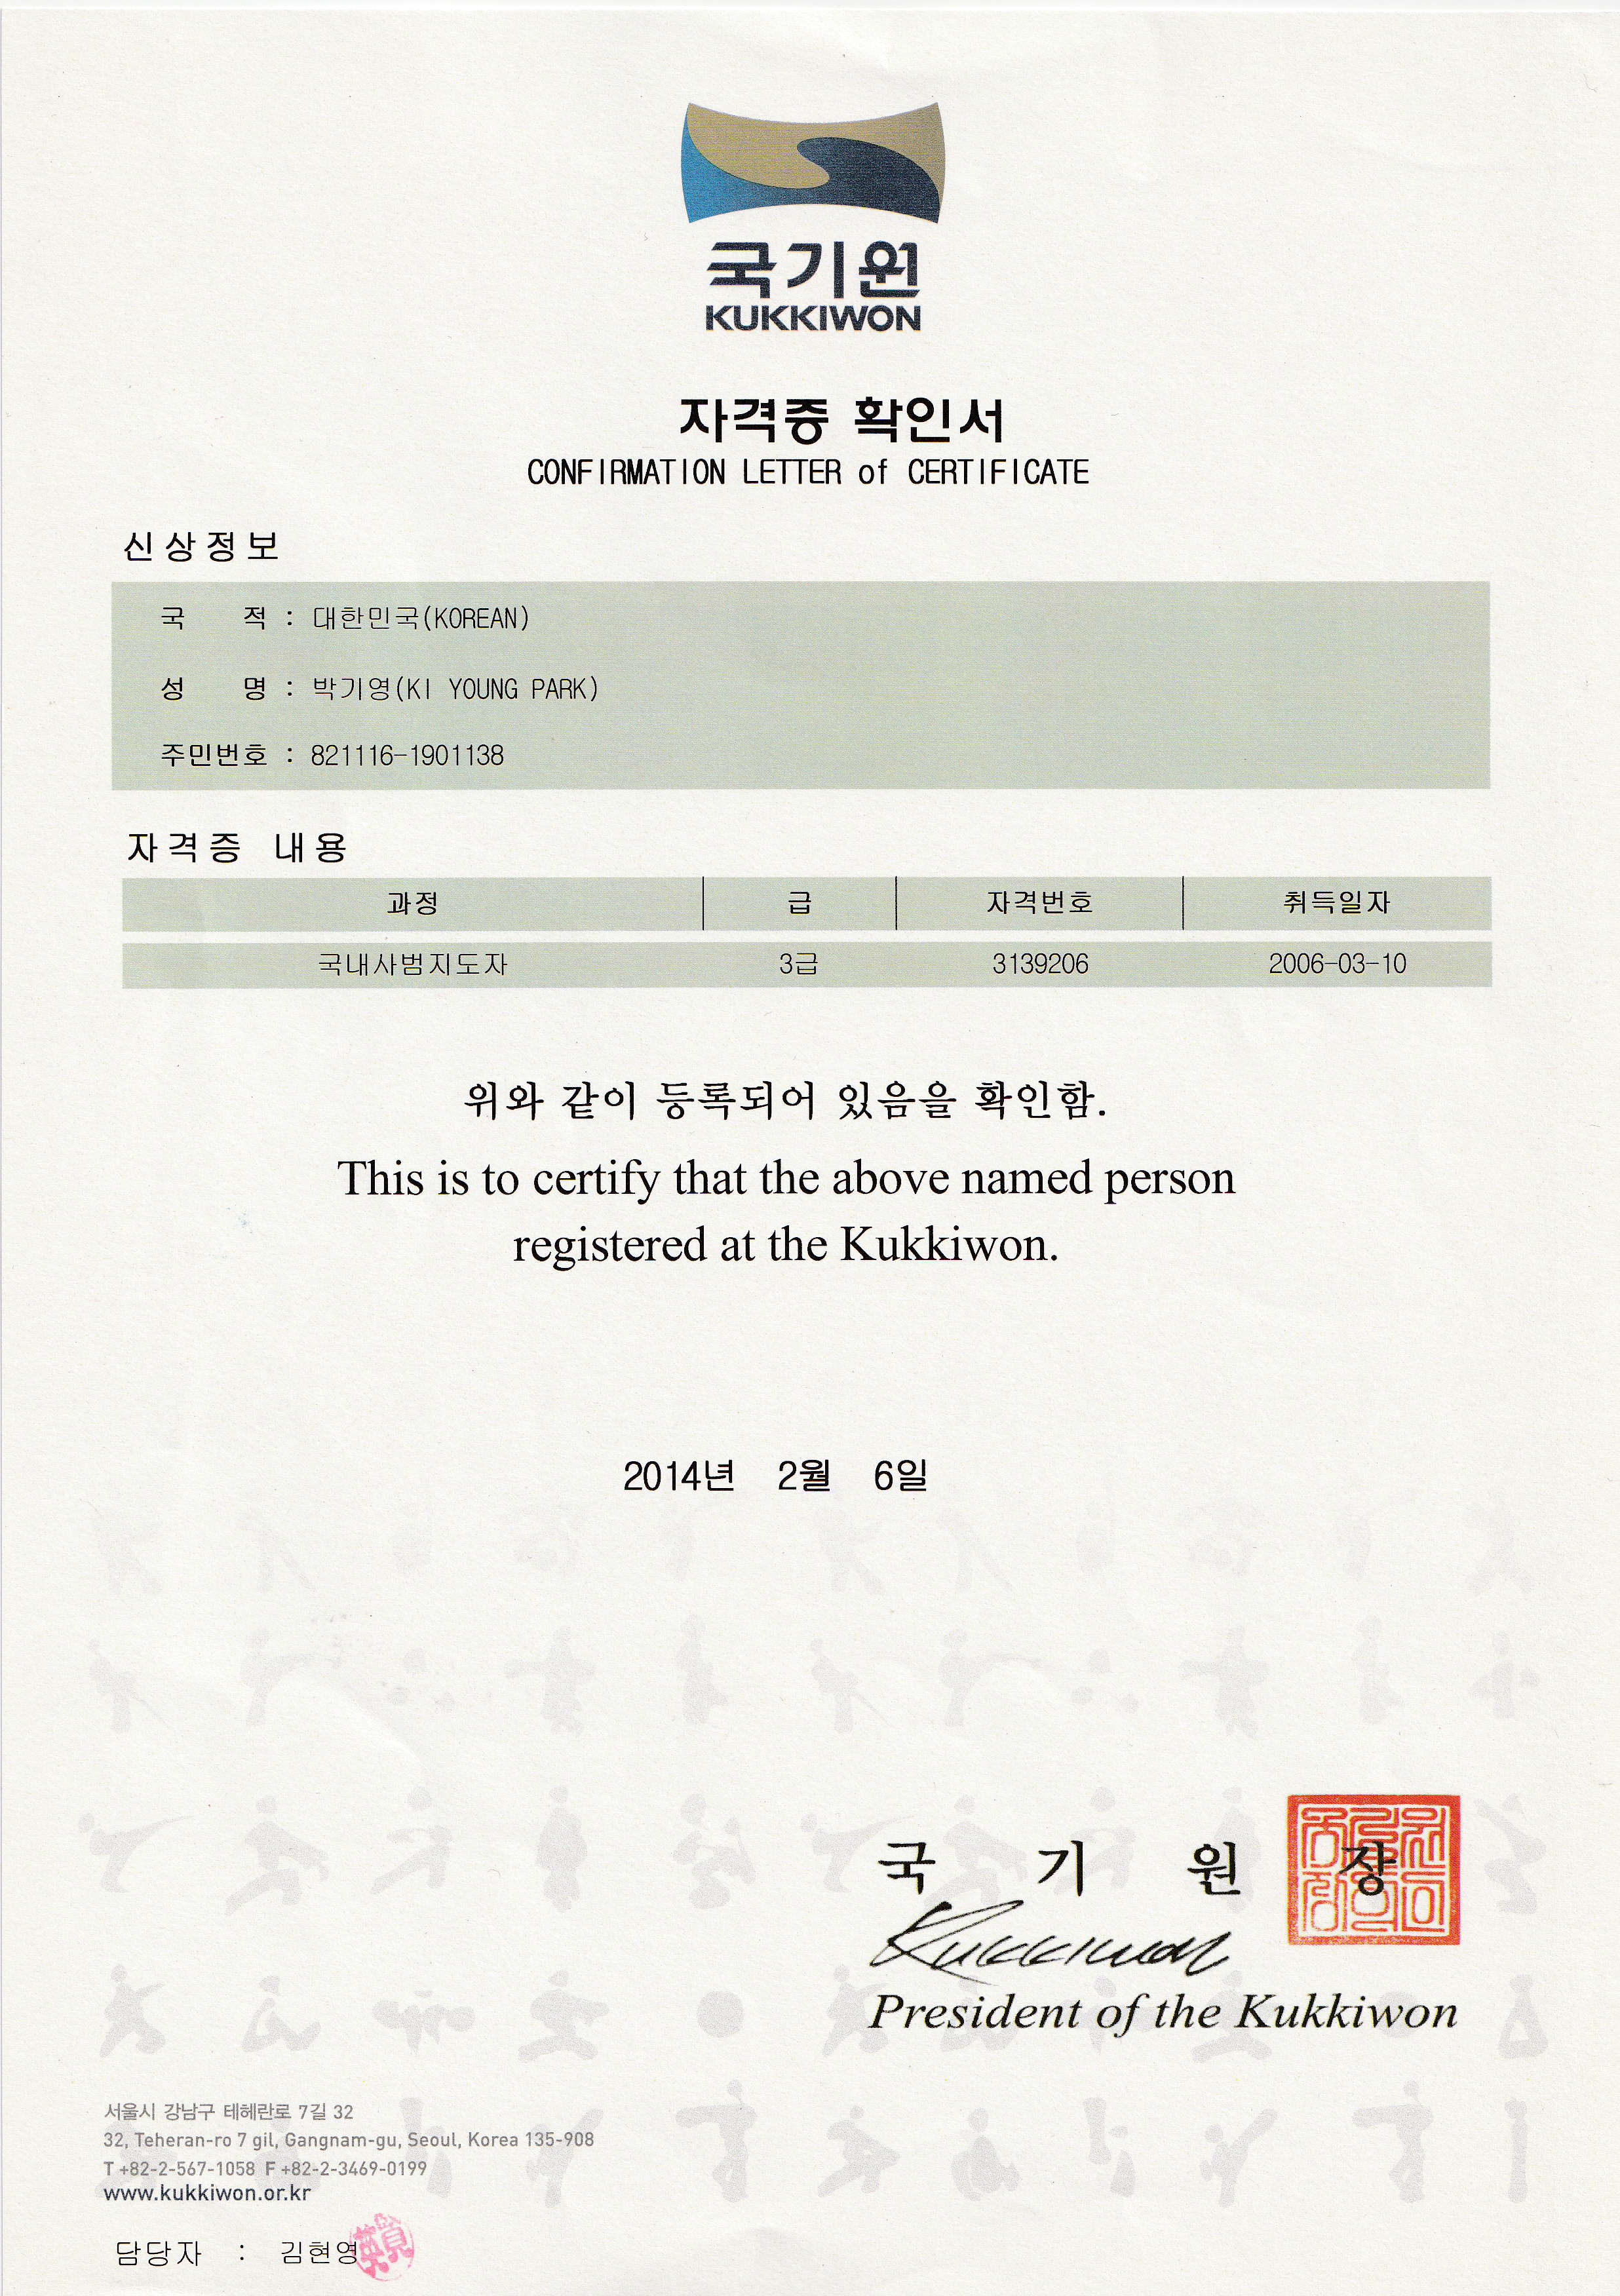 국기원
KUKKIWON
자격증 확인서
CONFIRMATION LETTER of CERTIFICATE
신상정보
국 적 : 대한민국(KOREAN)
성 명 : 박기영(KI YOUNG PARK)
주민번호 : 821116-1901138
자격증 내용
과정 급 자격번호 취득일자
국내사범지도자 3급 3139206 2006-03-10
위와 같이 등록되어 있음을 확인함.
This is to certify that the above named person
registered at the Kukkiwon.
2014년 2월 6일
국 기 원 장
Kukkiwon
President of the Kukkiwon
서울시 강남구 테헤란로 7길 32
32, Teheran-ro 7 gil, Gangnam-gu, Seoul, Korea 135-908
T +82-2-567-1058 F +82-2-3469-0199
www.kukkiwon.or.kr
담당자 : 김현영